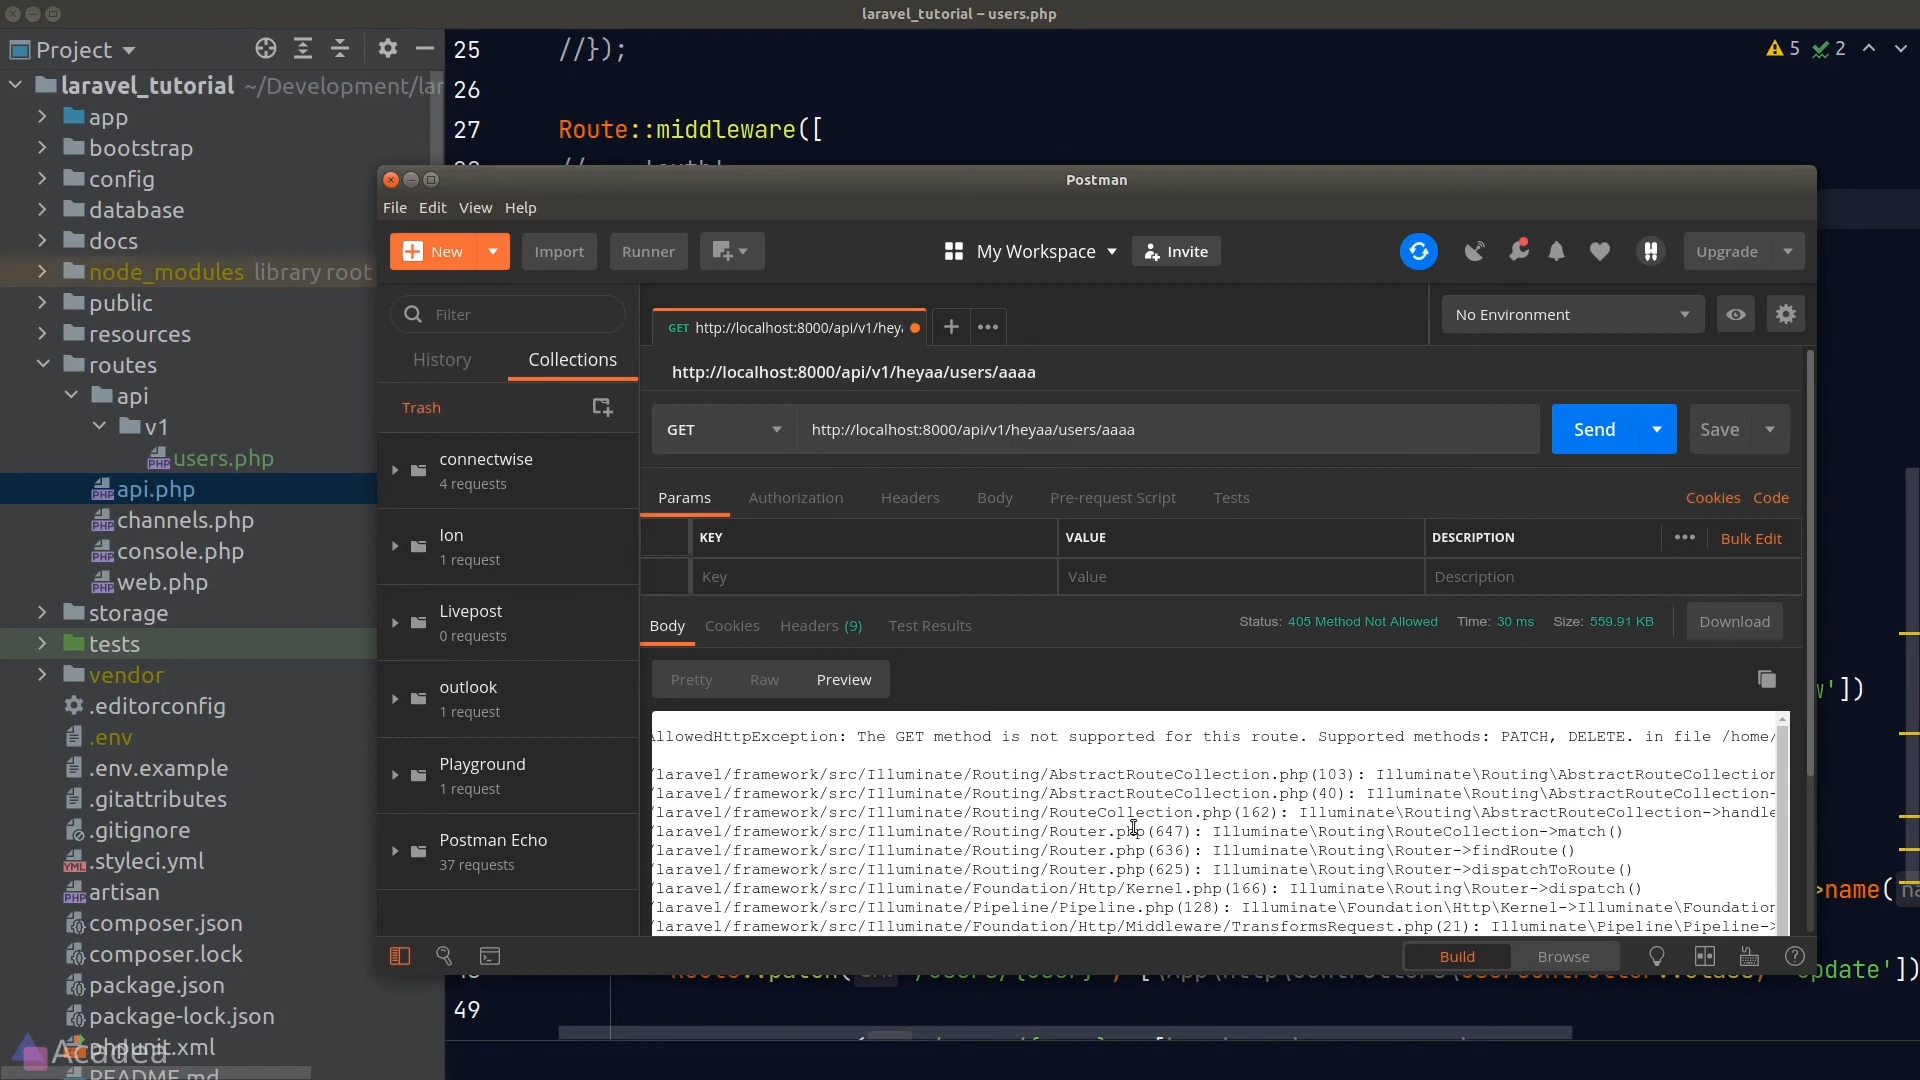 laravel_tutorial – users.php
Project
25 //});
26
27 Route::middleware([
5
2
laravel_tutorial ~/Development/lar
app
bootstrap
config
database
docs
node_modules library root
public
resources
routes
api
v1
users.php
api.php
channels.php
console.php
web.php
storage
tests
vendor
.editorconfig
.env
.env.example
.gitattributes
.gitignore
.styleci.yml
artisan
composer.json
composer.lock
package.json
package-lock.json
phpunit.xml
README.md
Postman
File Edit View Help
New
Import
Runner
My Workspace
Invite
Upgrade
Filter
History
Collections
Trash
connectwise
4 requests
Ion
1 request
Livepost
0 requests
outlook
1 request
Playground
1 request
Postman Echo
37 requests
GET http://localhost:8000/api/v1/heya
No Environment
http://localhost:8000/api/v1/heyaa/users/aaaa
GET
http://localhost:8000/api/v1/heyaa/users/aaaa
Send
Save
Params Authorization Headers Body Pre-request Script Tests
Cookies Code
KEY VALUE DESCRIPTION
Bulk Edit
Key Value Description
Body Cookies Headers (9) Test Results
Status: 405 Method Not Allowed Time: 30 ms Size: 559.91 KB
Download
Pretty Raw Preview
AllowedHttpException: The GET method is not supported for this route. Supported methods: PATCH, DELETE. in file /home/
/laravel/framework/src/Illuminate/Routing/AbstractRouteCollection.php(103): Illuminate\Routing\AbstractRouteCollection
/laravel/framework/src/Illuminate/Routing/AbstractRouteCollection.php(40): Illuminate\Routing\AbstractRouteCollection-
/laravel/framework/src/Illuminate/Routing/RouteCollection.php(162): Illuminate\Routing\AbstractRouteCollection->handle
/laravel/framework/src/Illuminate/Routing/Router.php(647): Illuminate\Routing\RouteCollection->match()
/laravel/framework/src/Illuminate/Routing/Router.php(636): Illuminate\Routing\Router->findRoute()
/laravel/framework/src/Illuminate/Routing/Router.php(625): Illuminate\Routing\Router->dispatchToRoute()
/laravel/framework/src/Illuminate/Foundation/Http/Kernel.php(166): Illuminate\Routing\Router->dispatch()
/laravel/framework/src/Illuminate/Pipeline/Pipeline.php(128): Illuminate\Foundation\Http\Kernel->Illuminate\Foundation
/laravel/framework/src/Illuminate/Foundation/Http/Middleware/TransformsRequest.php(21): Illuminate\Pipeline\Pipeline->
Build Browse
'])
>name( na
update'])
49
Acadea